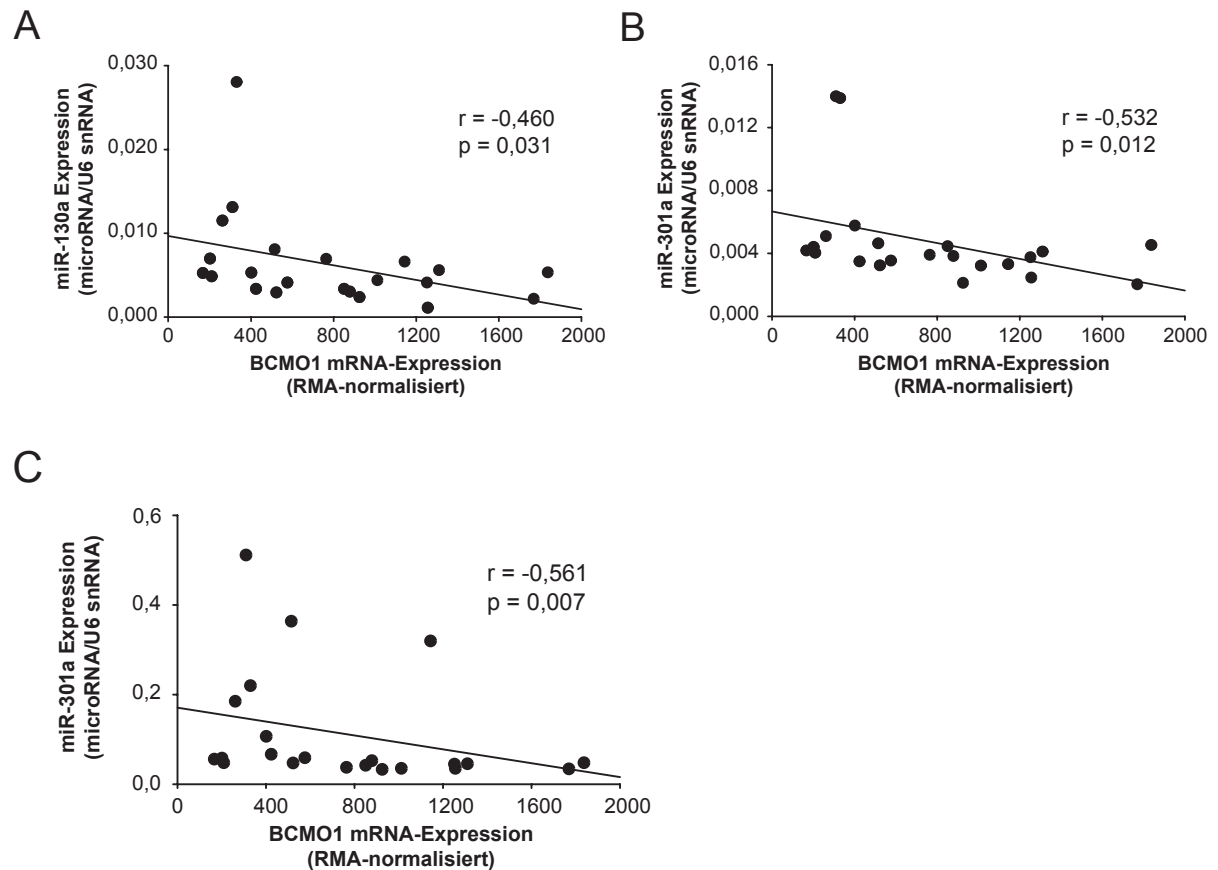 A
miR-130a Expression
(microRNA/U6 snRNA)
0,030
0,020
0,010
0,000
r = -0,460
p = 0,031
0 400 800 1200 1600 2000
BCMO1 mRNA-Expression
(RMA-normalisiert)
B
miR-301a Expression
(microRNA/U6 snRNA)
0,016
0,012
0,008
0,004
0,000
r = -0,532
p = 0,012
0 400 800 1200 1600 2000
BCMO1 mRNA-Expression
(RMA-normalisiert)
C
miR-301a Expression
(microRNA/U6 snRNA)
0,6
0,4
0,2
0,0
r = -0,561
p = 0,007
0 400 800 1200 1600 2000
BCMO1 mRNA-Expression
(RMA-normalisiert)